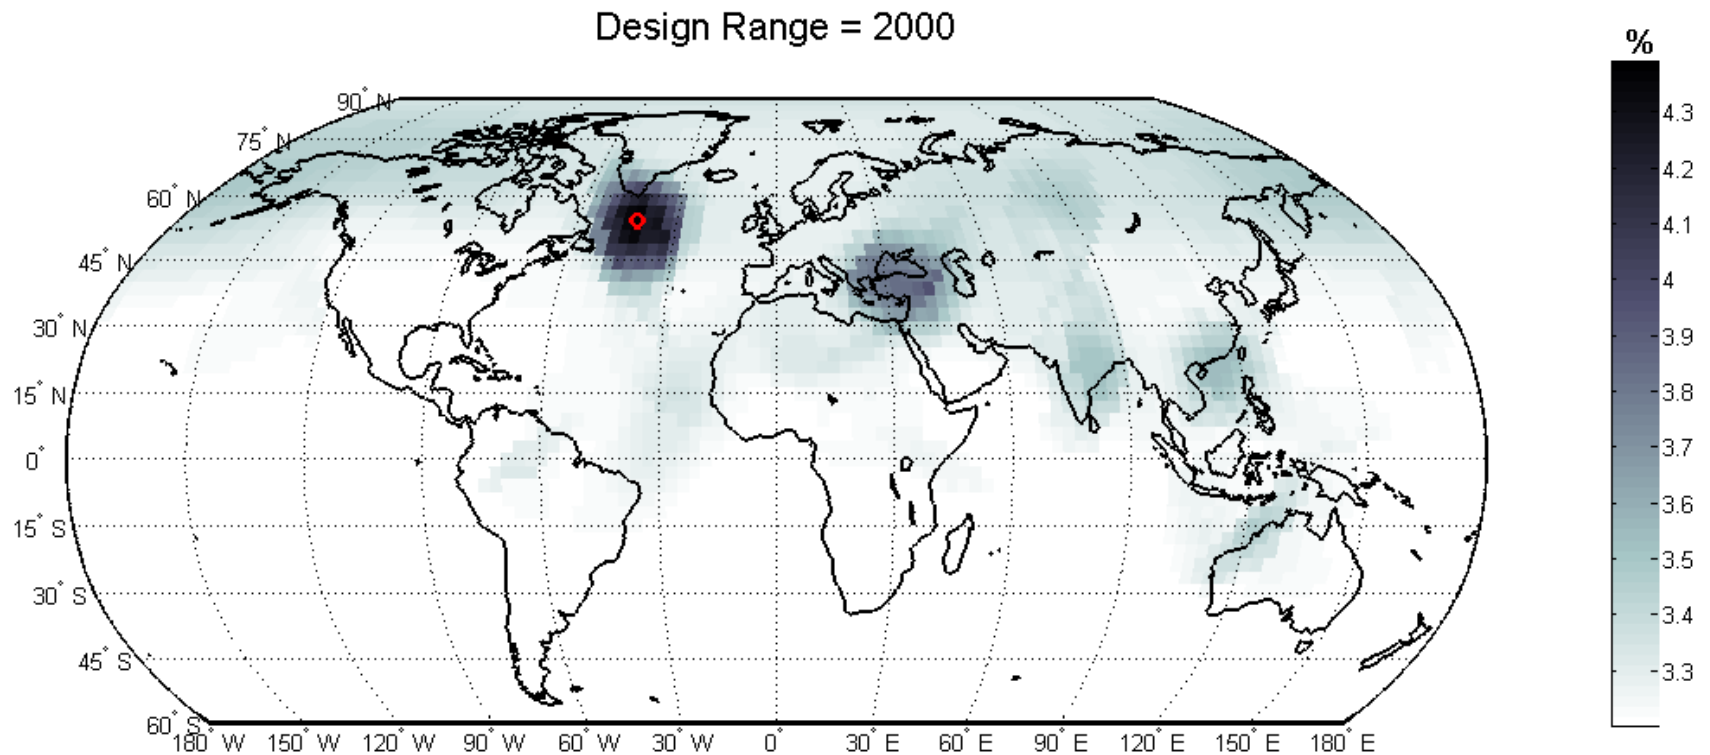 Design Range = 2000
%
90° N
75° N
60° N
45° N
30° N
15° N
0°
15° S
30° S
45° S
60° S
180° W 150° W 120° W 90° W 60° W 30° W 0° 30° E 60° E 90° E 120° E 150° E 180° E
4.3
4.2
4.1
4
3.9
3.8
3.7
3.6
3.5
3.4
3.3